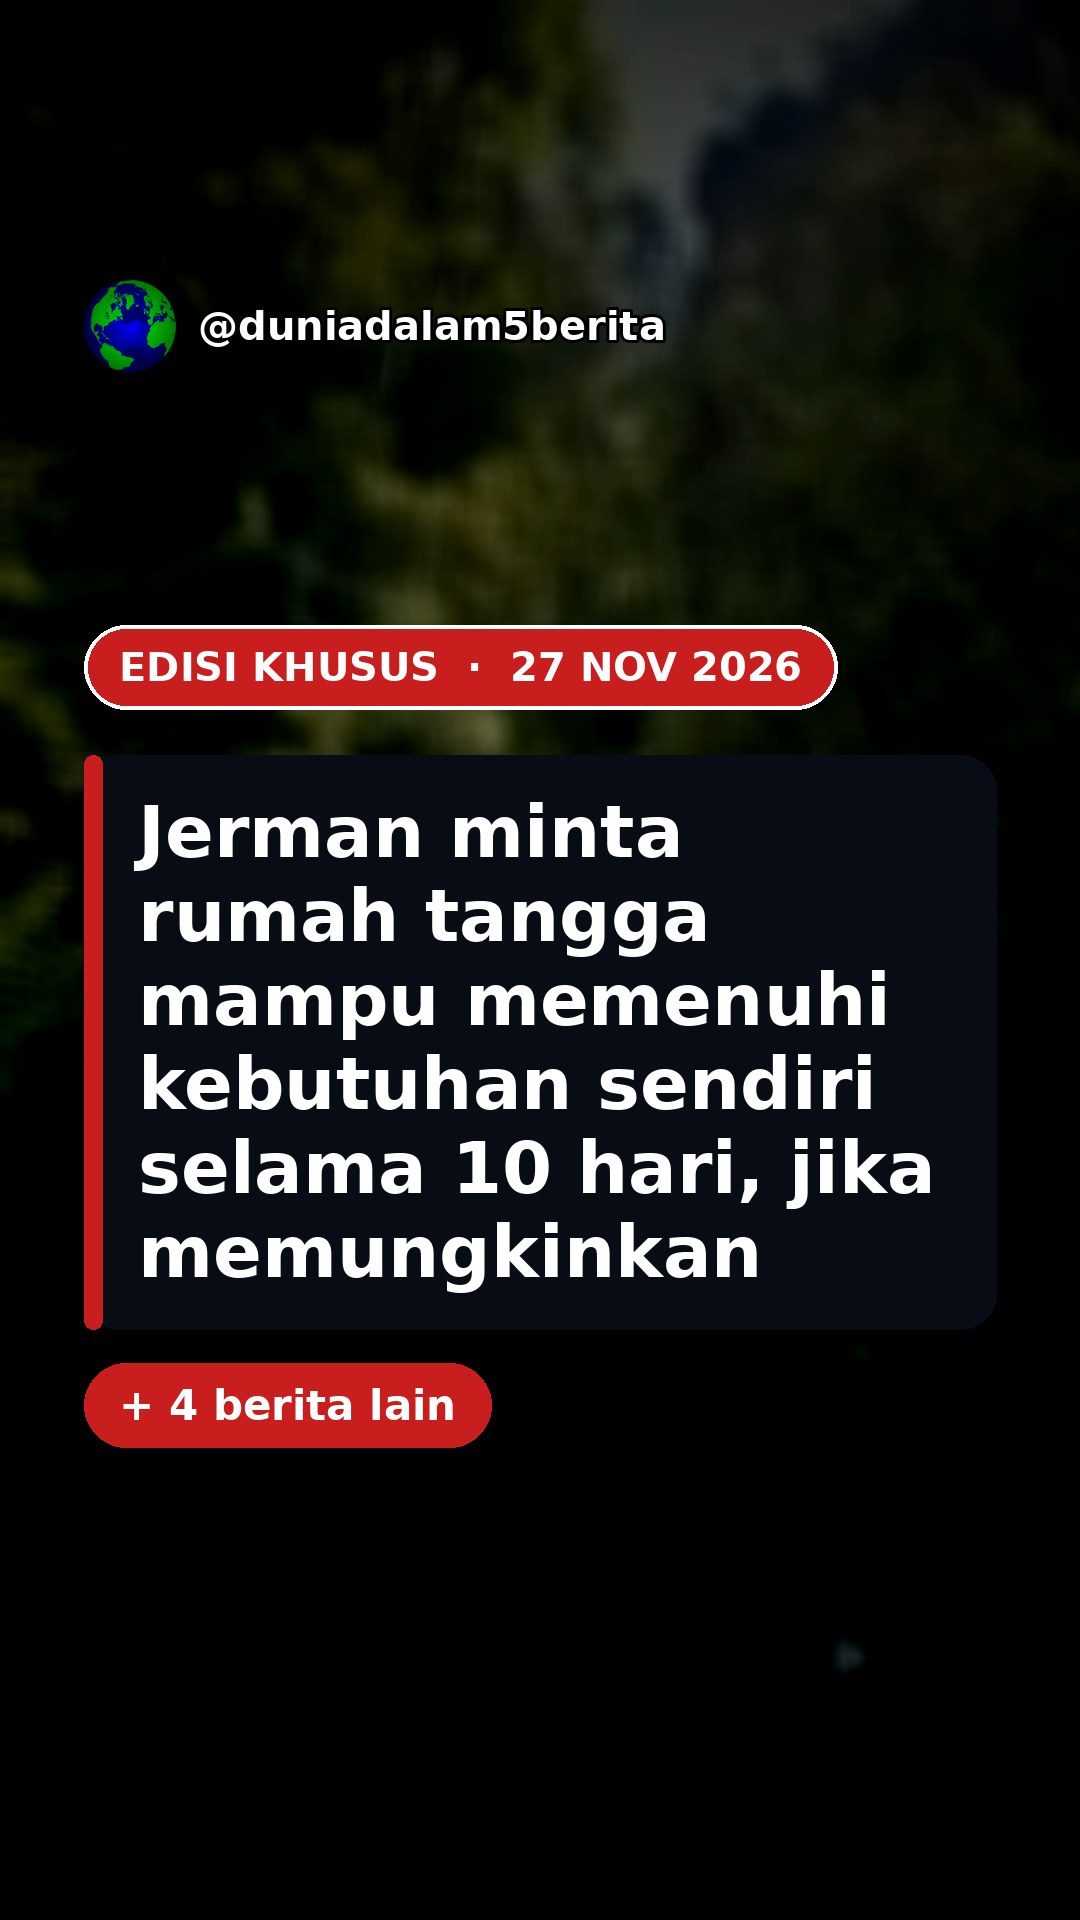 @duniadalam5berita
EDISI KHUSUS · 27 NOV 2026
Jerman minta
rumah tangga
mampu memenuhi
kebutuhan sendiri
selama 10 hari, jika
memungkinkan
+ 4 berita lain